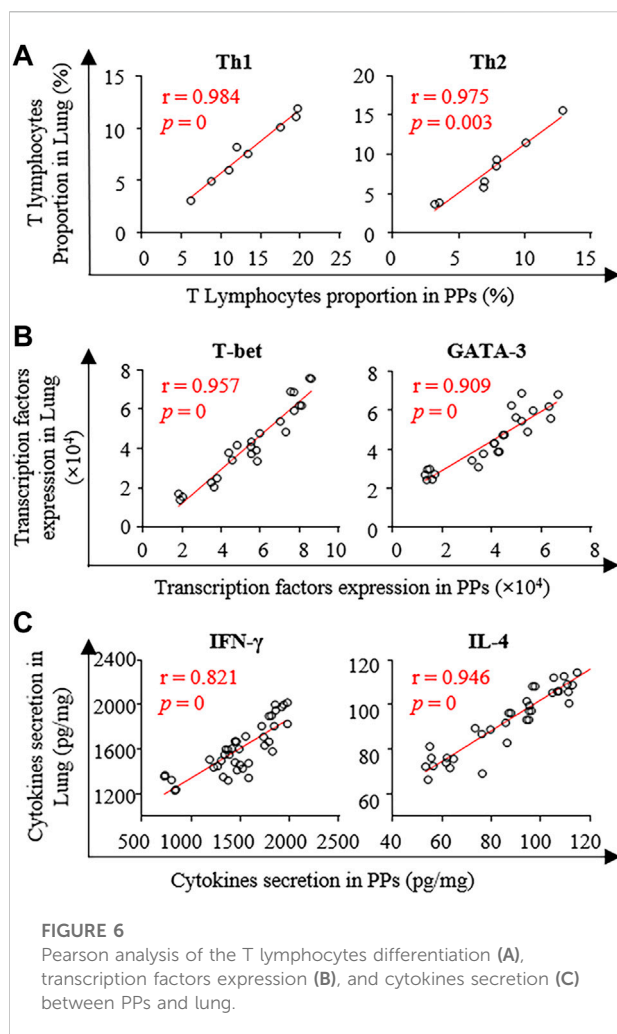 A
Th1
Th2
T lymphocytes
Proportion in Lung (%)
15
10
5
0
r = 0.984
p = 0
0 5 10 15 20 25
20
15
10
5
0
r = 0.975
p = 0.003
0 5 10 15
T Lymphocytes proportion in PPs (%)
B
T-bet
GATA-3
Transcription factors
expression in Lung
(×10⁴)
8
6
4
2
0
r = 0.957
p = 0
0 2 4 6 8 10
8
6
4
2
0
r = 0.909
p = 0
0 2 4 6 8
Transcription factors expression in PPs (×10⁴)
C
IFN-γ
IL-4
Cytokines secretion in
Lung (pg/mg)
2400
2000
1600
1200
r = 0.821
p = 0
500 1000 1500 2000 2500
120
100
80
60
r = 0.946
p = 0
40 60 80 100 120
Cytokines secretion in PPs (pg/mg)
FIGURE 6
Pearson analysis of the T lymphocytes differentiation (A),
transcription factors expression (B), and cytokines secretion (C)
between PPs and lung.